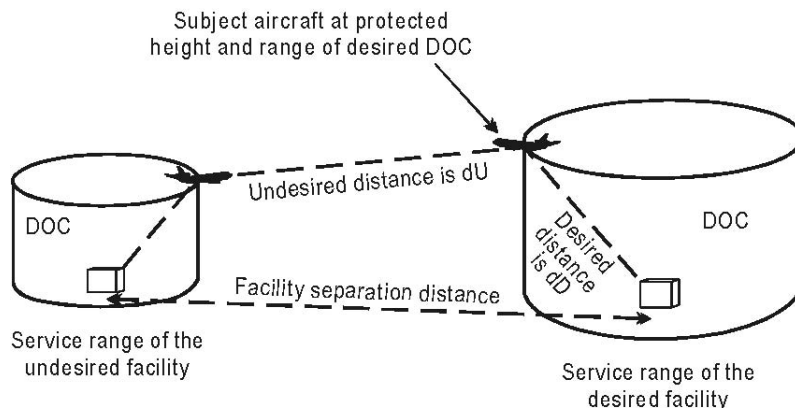 Subject aircraft at protected
height and range of desired DOC
Undesired distance is dU
DOC
DOC
Desired
distance
is dD
Facility separation distance
Service range of the
undesired facility
Service range of the
desired facility